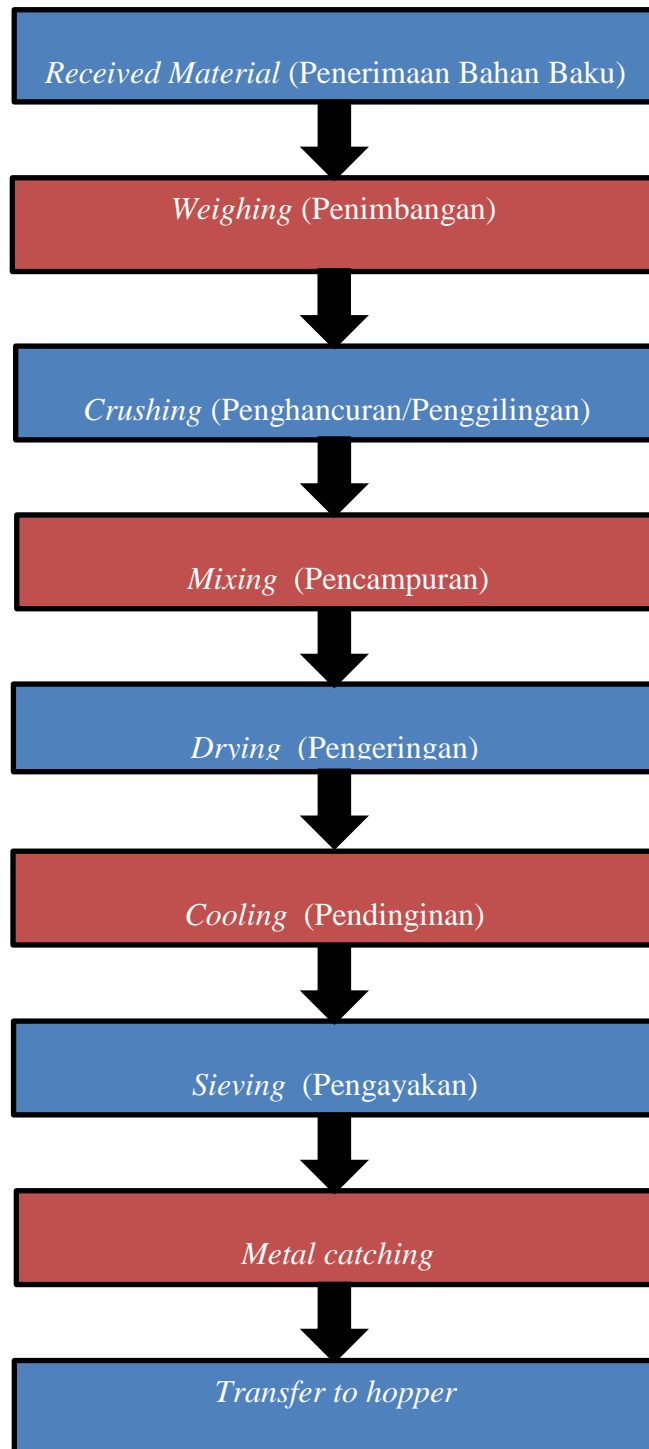 Received Material (Penerimaan Bahan Baku)
Weighing (Penimbangan)
Crushing (Penghancuran/Penggilingan)
Mixing (Pencampuran)
Drying (Pengeringan)
Cooling (Pendinginan)
Sieving (Pengayakan)
Metal catching
Transfer to hopper